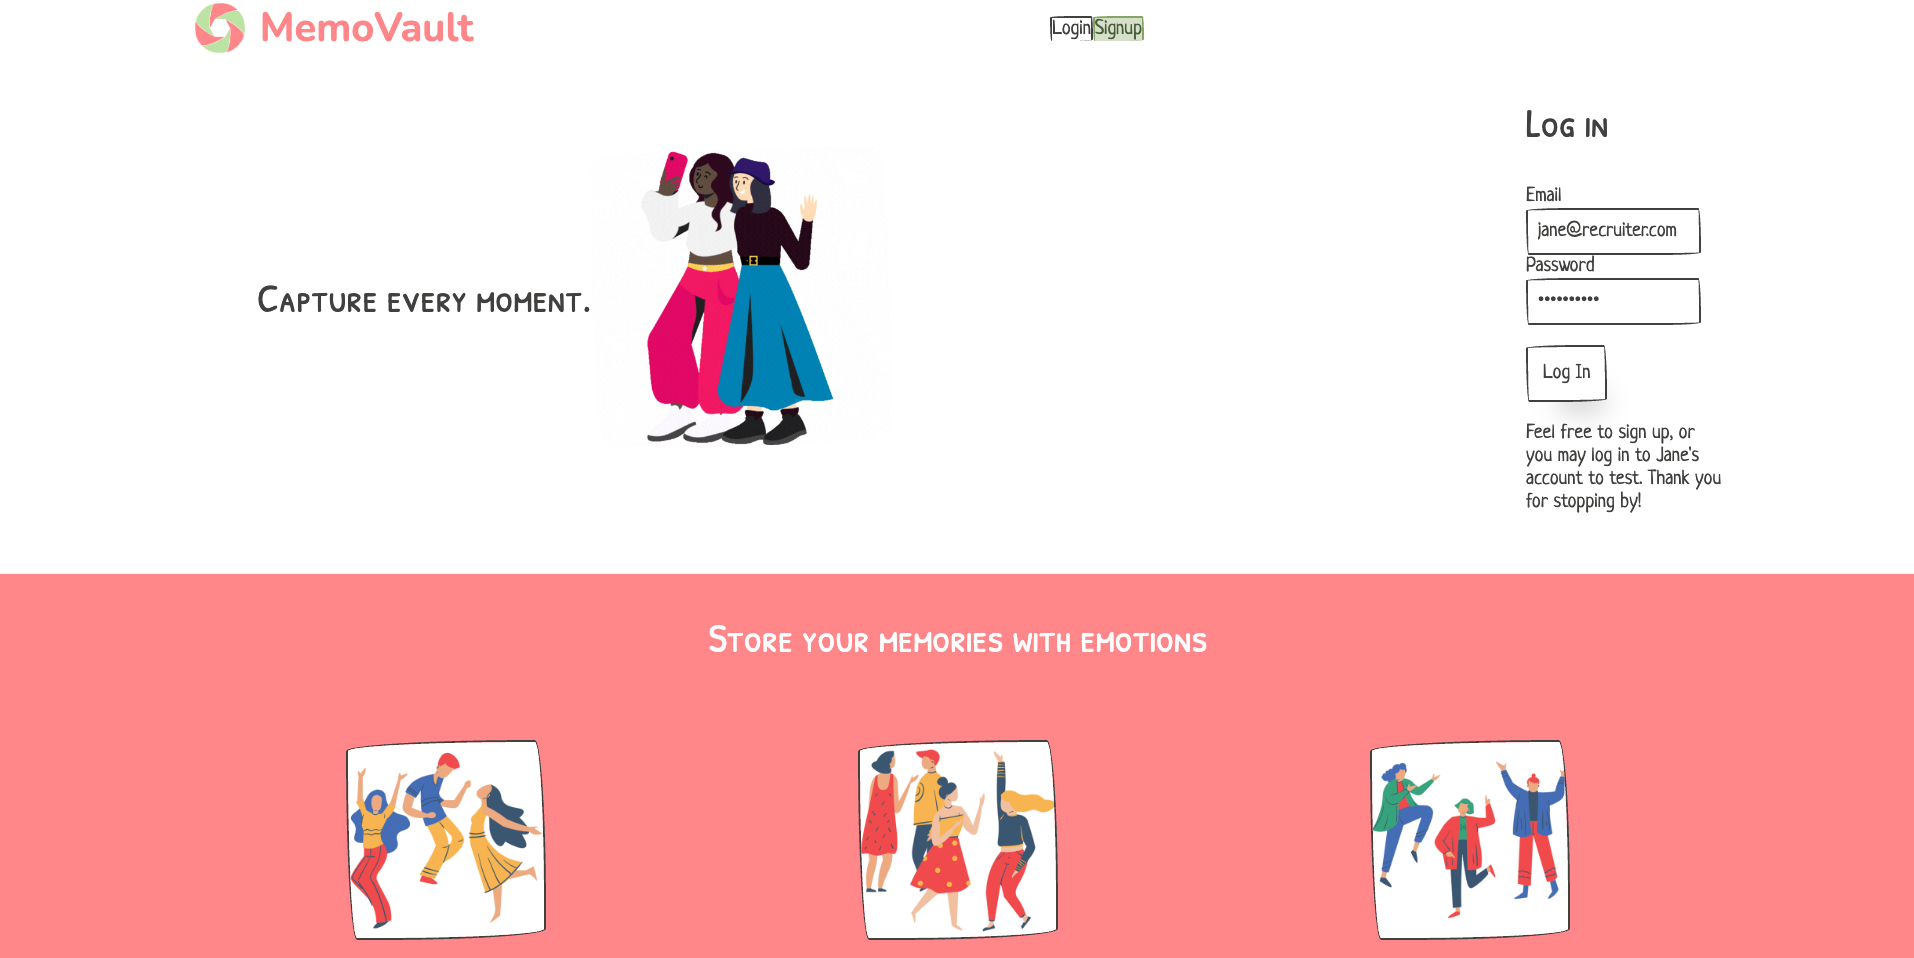 MemoVault
Login Signup
Capture every moment.
Log in
Email
jane@recruiter.com
Password
••••••••••
Log In
Feel free to sign up, or
you may log in to Jane's
account to test. Thank you
for stopping by!
Store your memories with emotions